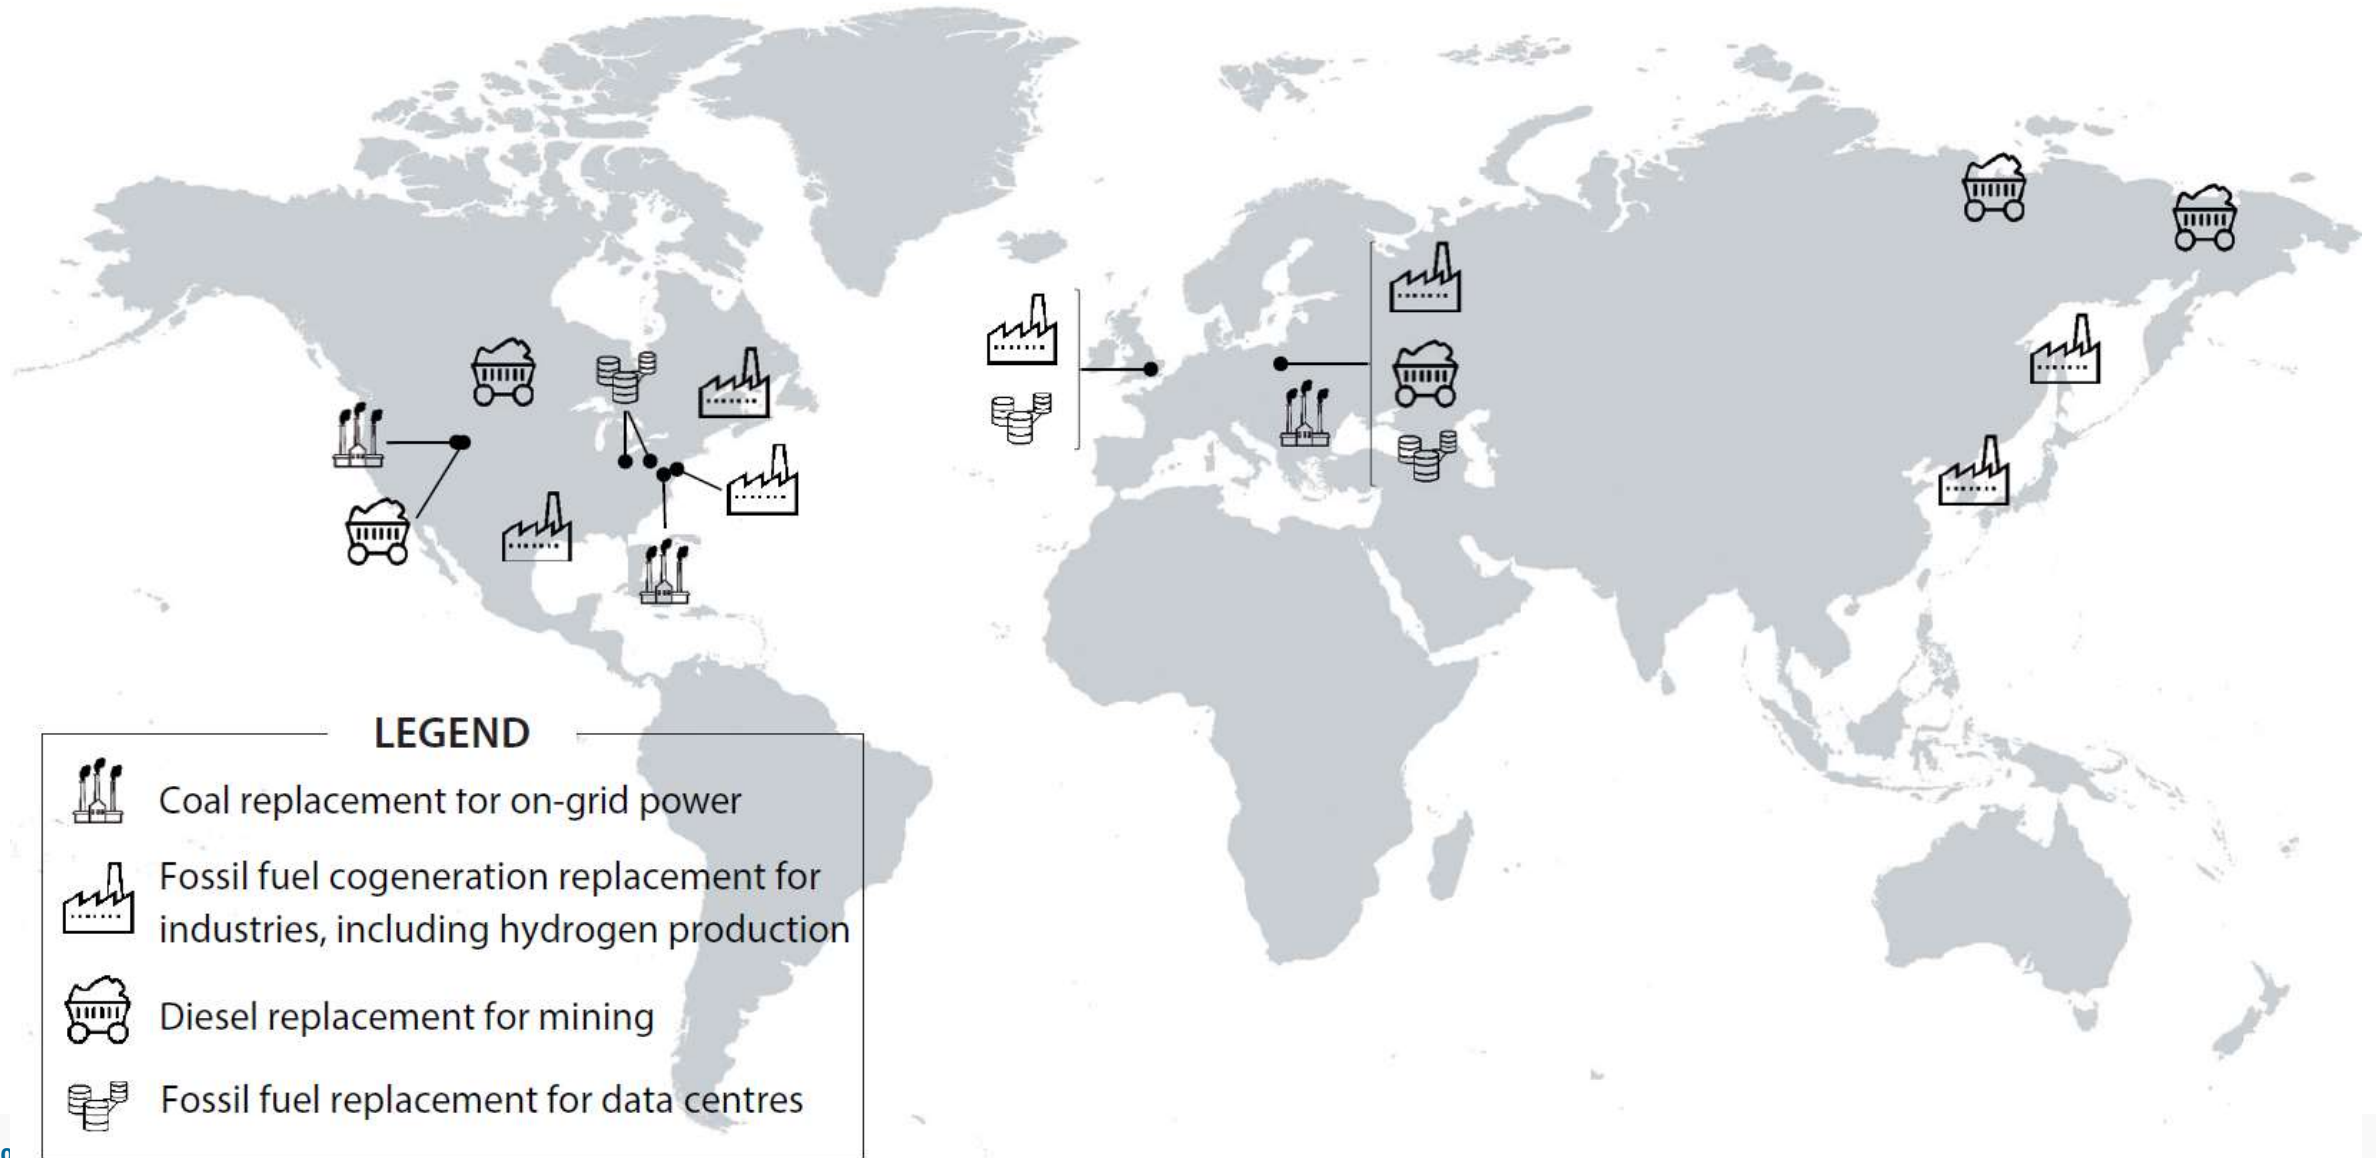 LEGEND
Coal replacement for on-grid power
Fossil fuel cogeneration replacement for
industries, including hydrogen production
Diesel replacement for mining
Fossil fuel replacement for data centres